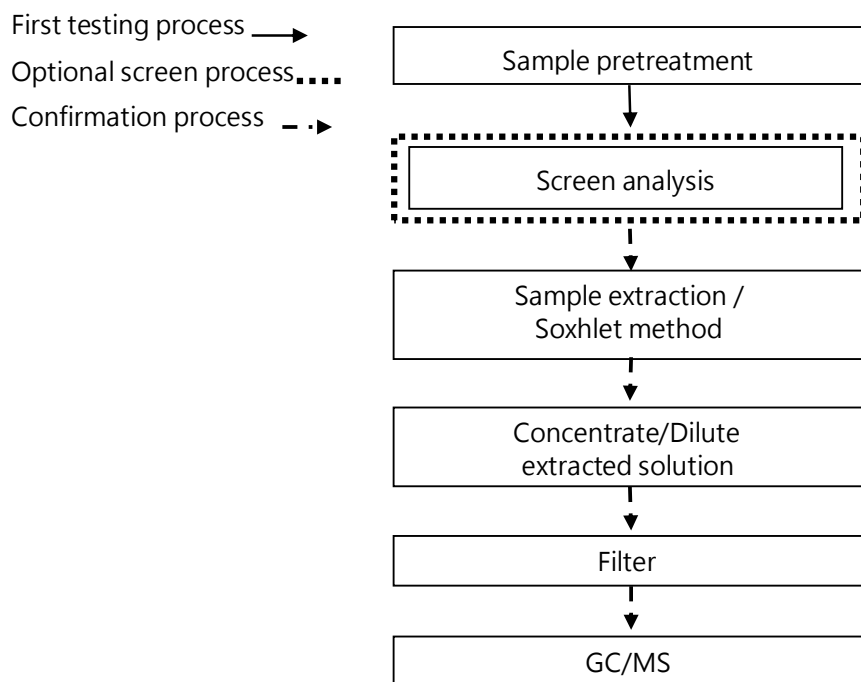 First testing process
Optional screen process
Confirmation process
Sample pretreatment
Screen analysis
Sample extraction /
Soxhlet method
Concentrate/Dilute
extracted solution
Filter
GC/MS